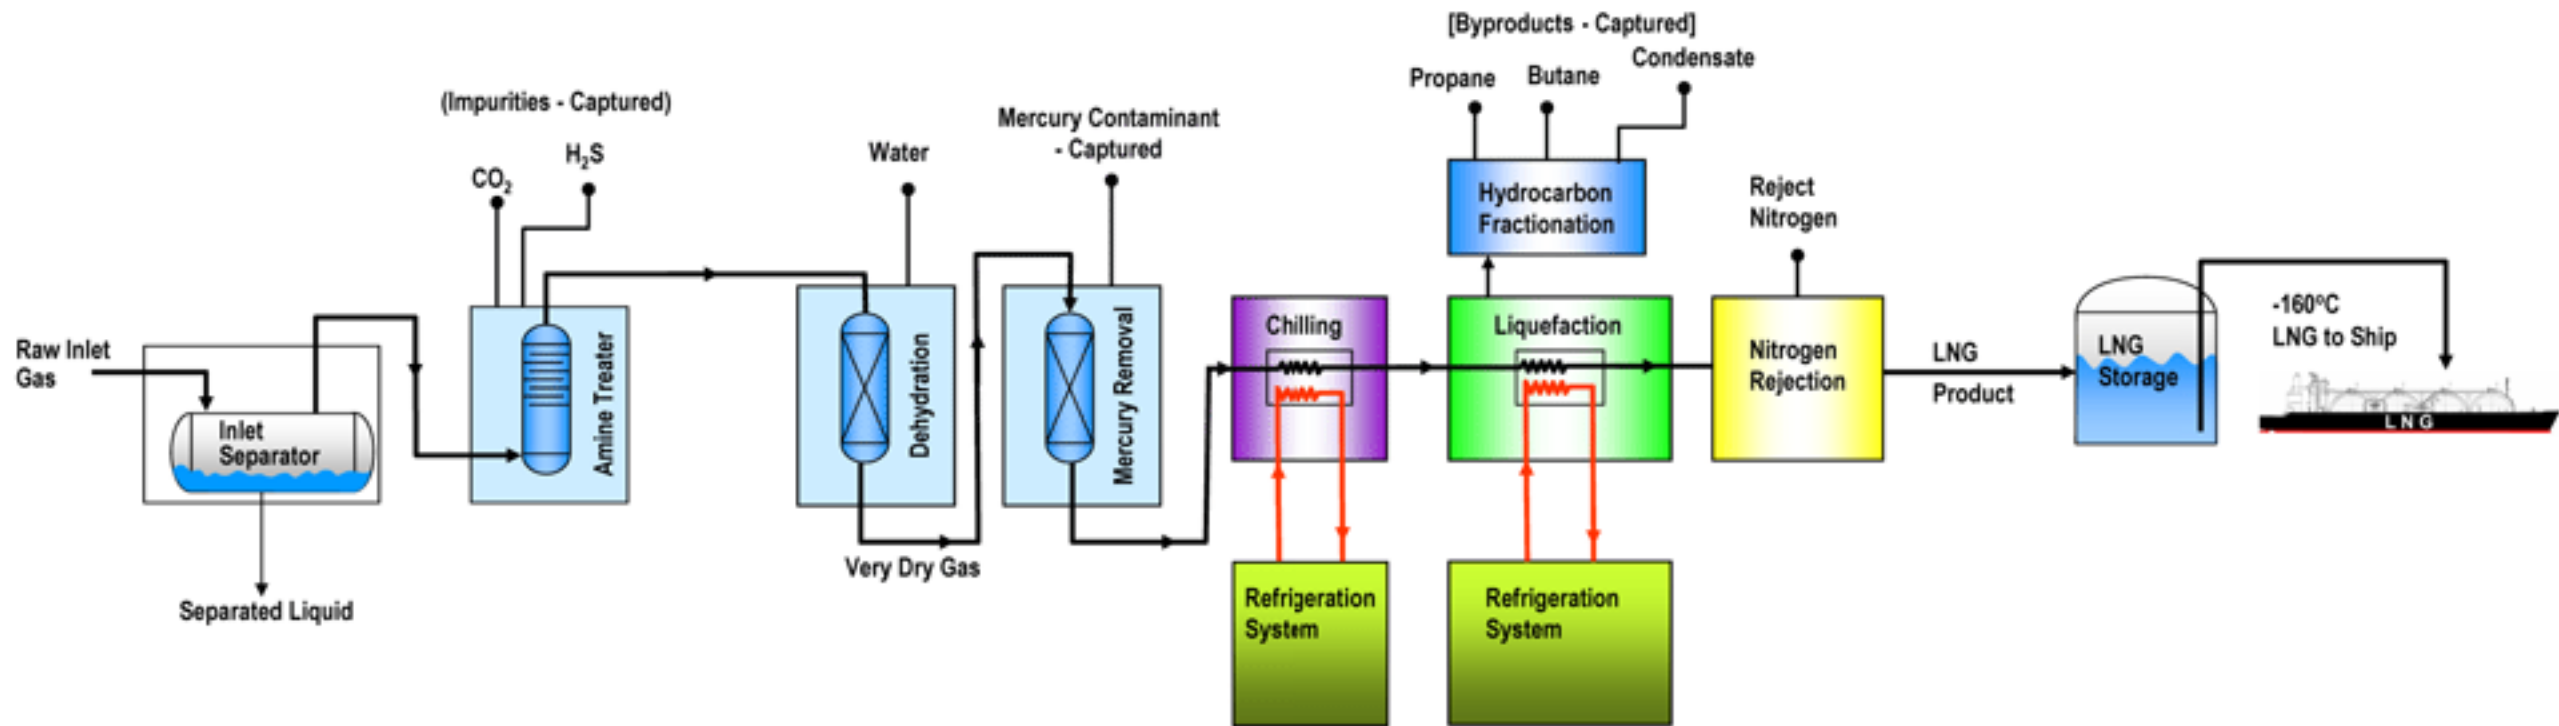 [Byproducts - Captured]
Propane
Butane
Condensate
(Impurities - Captured)
CO₂
H₂S
Water
Mercury Contaminant
- Captured
Hydrocarbon
Fractionation
Reject
Nitrogen
Raw Inlet
Gas
Inlet
Separator
Separated Liquid
Amine Treater
Dehydration
Very Dry Gas
Mercury Removal
Chilling
Liquefaction
Nitrogen
Rejection
LNG
Product
LNG
Storage
-160°C
LNG to Ship
LNG
Refrigeration
System
Refrigeration
System